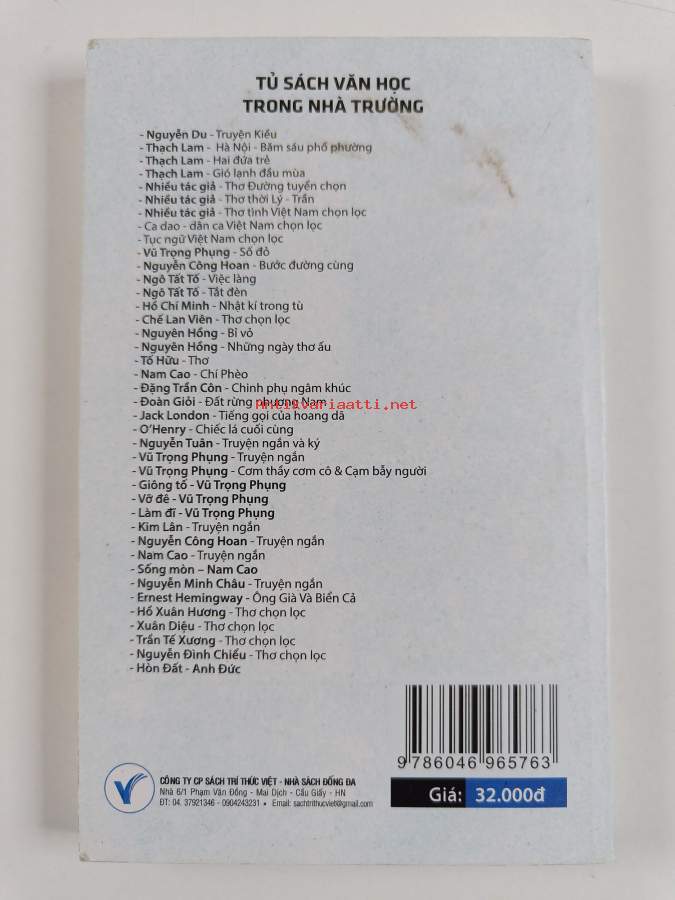 TỦ SÁCH VĂN HỌC
TRONG NHÀ TRƯỜNG
- Nguyễn Du - Truyện Kiều
- Thạch Lam - Hà Nội - Băm sáu phố phường
- Thạch Lam - Hai đứa trẻ
- Thạch Lam - Gió lạnh đầu mùa
- Nhiều tác giả - Thơ Đường tuyển chọn
- Nhiều tác giả - Thơ thời Lý - Trần
- Nhiều tác giả - Thơ tình Việt Nam chọn lọc
- Ca dao - dân ca Việt Nam chọn lọc
- Tục ngữ Việt Nam chọn lọc
- Vũ Trọng Phụng - Số đỏ
- Nguyễn Công Hoan - Bước đường cùng
- Ngô Tất Tố - Việc làng
- Ngô Tất Tố - Tắt đèn
- Hồ Chí Minh - Nhật kí trong tù
- Chế Lan Viên - Thơ chọn lọc
- Nguyên Hồng - Bỉ vỏ
- Nguyên Hồng - Những ngày thơ ấu
- Tố Hữu - Thơ
- Nam Cao - Chí Phèo
- Đặng Trần Côn - Chinh phụ ngâm khúc
- Đoàn Giỏi - Đất rừng phương Nam
Antikvariaatti.net
- Jack London - Tiếng gọi của hoang dã
- O'Henry - Chiếc lá cuối cùng
- Nguyễn Tuân - Truyện ngắn và ký
- Vũ Trọng Phụng - Truyện ngắn
- Vũ Trọng Phụng - Cơm thầy cơm cô & Cạm bẫy người
- Giông tố - Vũ Trọng Phụng
- Vỡ đê - Vũ Trọng Phụng
- Làm đĩ - Vũ Trọng Phụng
- Kim Lân - Truyện ngắn
- Nguyễn Công Hoan - Truyện ngắn
- Nam Cao - Truyện ngắn
- Sống mòn – Nam Cao
- Nguyễn Minh Châu - Truyện ngắn
- Ernest Hemingway - Ông Già Và Biển Cả
- Hồ Xuân Hương - Thơ chọn lọc
- Xuân Diệu - Thơ chọn lọc
- Trần Tế Xương - Thơ chọn lọc
- Nguyễn Đình Chiểu - Thơ chọn lọc
- Hòn Đất - Anh Đức
9 786046 965763
CÔNG TY CP SÁCH TRÍ THỨC VIỆT - NHÀ SÁCH ĐỐNG ĐA
Nhà 6/1 Phạm Văn Đồng - Mai Dịch - Cầu Giấy - HN
ĐT: 04. 37921346 - 0904243231 • Email: sachtrithucviet@gmail.com
Giá: 32.000đ